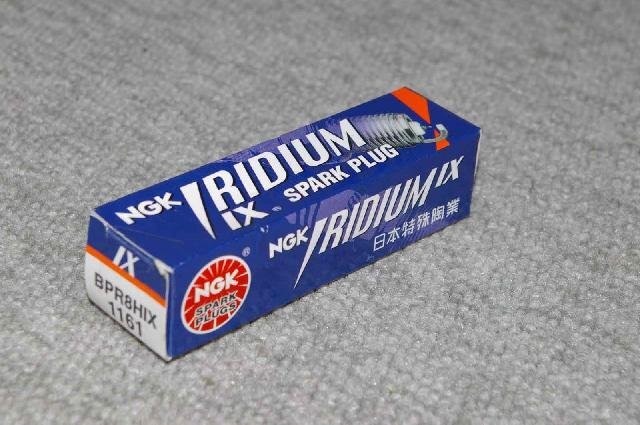 NGK IRIDIUM
IX SPARK PLUG
NGK IRIDIUM IX
日本特殊陶業
®
NGK
SPARK
PLUGS
IX
BPR8HIX
1161